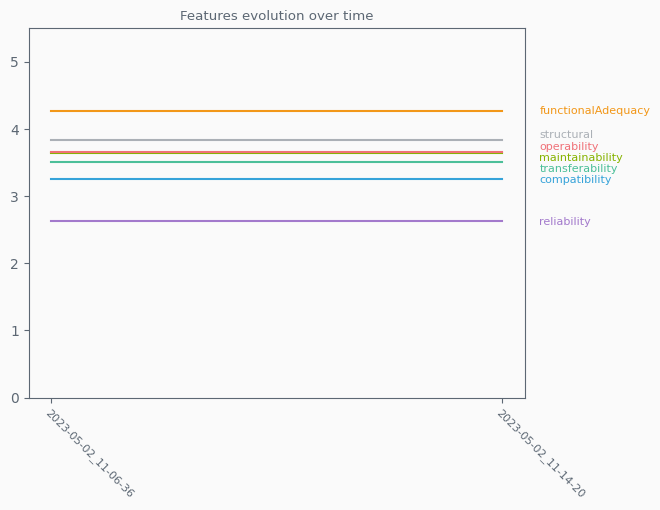 Features evolution over time
5
4
3
2
1
0
functionalAdequacy
structural
operability
maintainability
transferability
compatibility
reliability
2023-05-02_11-06-36
2023-05-02_11-14-20